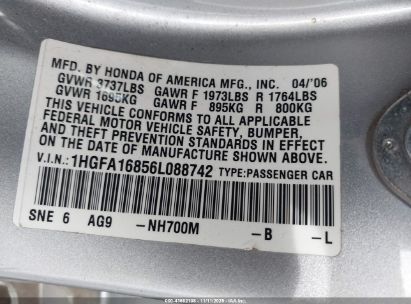 MFD. BY HONDA OF AMERICA MFG., INC. 04/'06
GVWR 3737LBS GAWR F 1973LBS R 1764LBS
GVWR 1695KG GAWR F 895KG R 800KG
THIS VEHICLE CONFORMS TO ALL APPLICABLE
FEDERAL MOTOR VEHICLE SAFETY, BUMPER,
AND THEFT PREVENTION STANDARDS IN EFFECT
ON THE DATE OF MANUFACTURE SHOWN ABOVE.
V.I.N.: 1HGFA16856L088742 TYPE: PASSENGER CAR
SNE 6 AG9 -NH700M -B -L